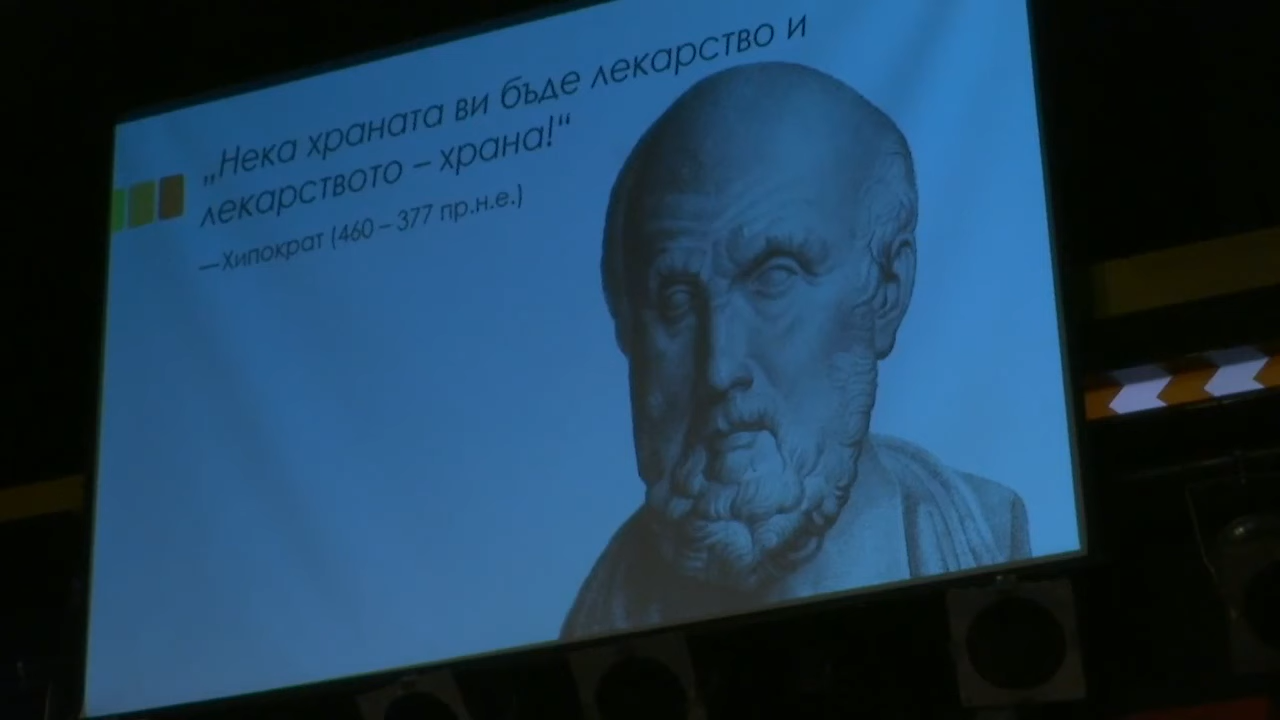 „Нека храната ви бъде лекарство и
лекарството – храна!“
—Хипократ (460 – 377 пр.н.е.)